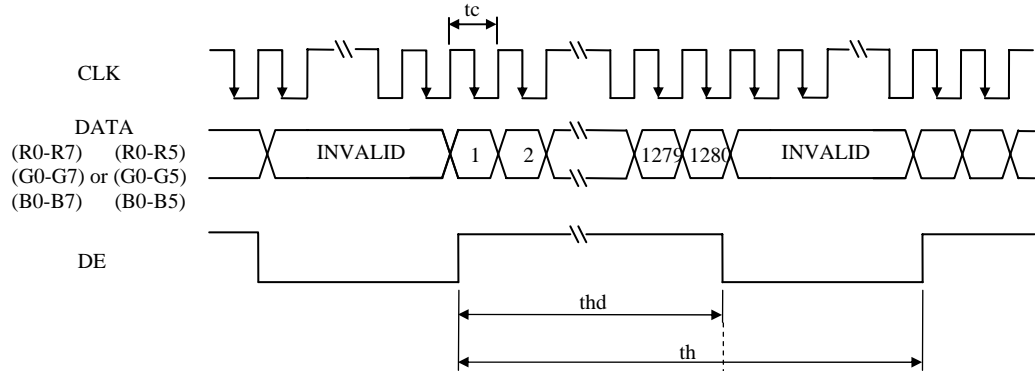 tc
CLK
DATA
(R0-R7) (R0-R5)
(G0-G7) or (G0-G5)
(B0-B7) (B0-B5)
INVALID 1 2 1279 1280 INVALID
DE
thd
th